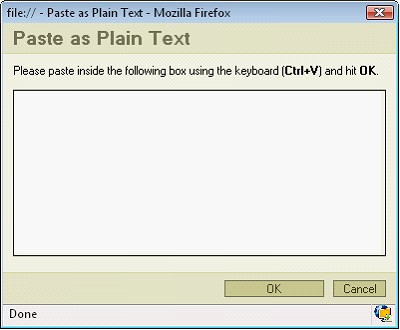 file:// - Paste as Plain Text - Mozilla Firefox
Paste as Plain Text
Please paste inside the following box using the keyboard (Ctrl+V) and hit OK.
OK Cancel
Done